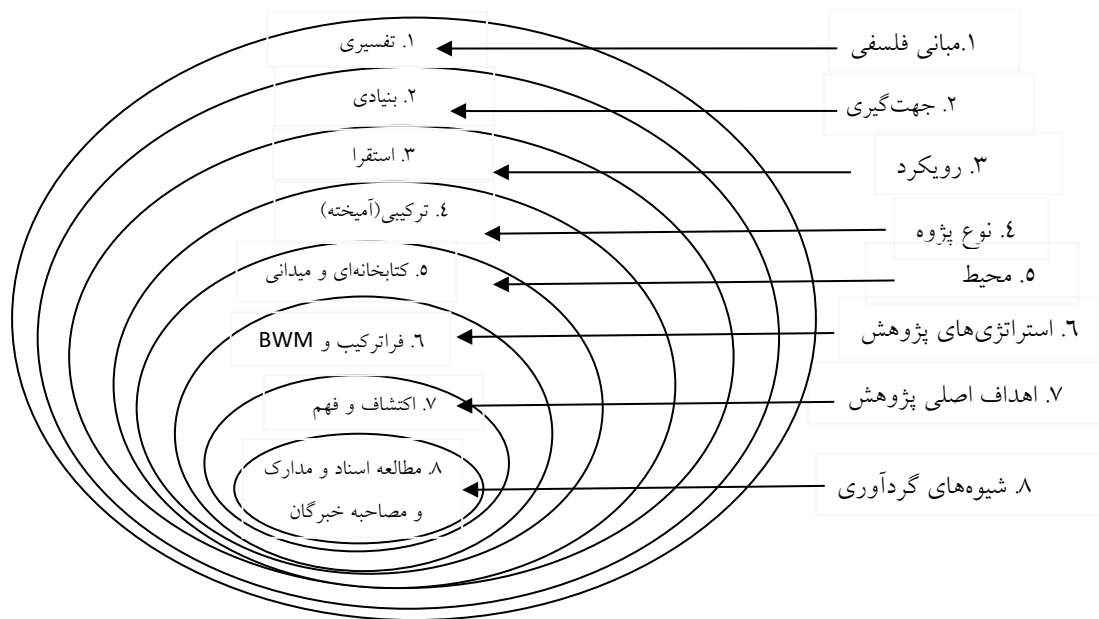 ۱. تفسیری
۱.مبانی فلسفی
۲. بنیادی
۲. جهت‌گیری
۳. استقرا
۳. رویکرد
٤. ترکیبی(آمیخته)
٤. نوع پژوه
۵. کتابخانه‌ای و میدانی
۵. محیط
٦. فراترکیب و BWM
٦. استراتژی‌های پژوهش
۷. اکتشاف و فهم
۷. اهداف اصلی پژوهش
۸. مطالعه اسناد و مدارک
و مصاحبه خبرگان
۸. شیوه‌های گردآوری